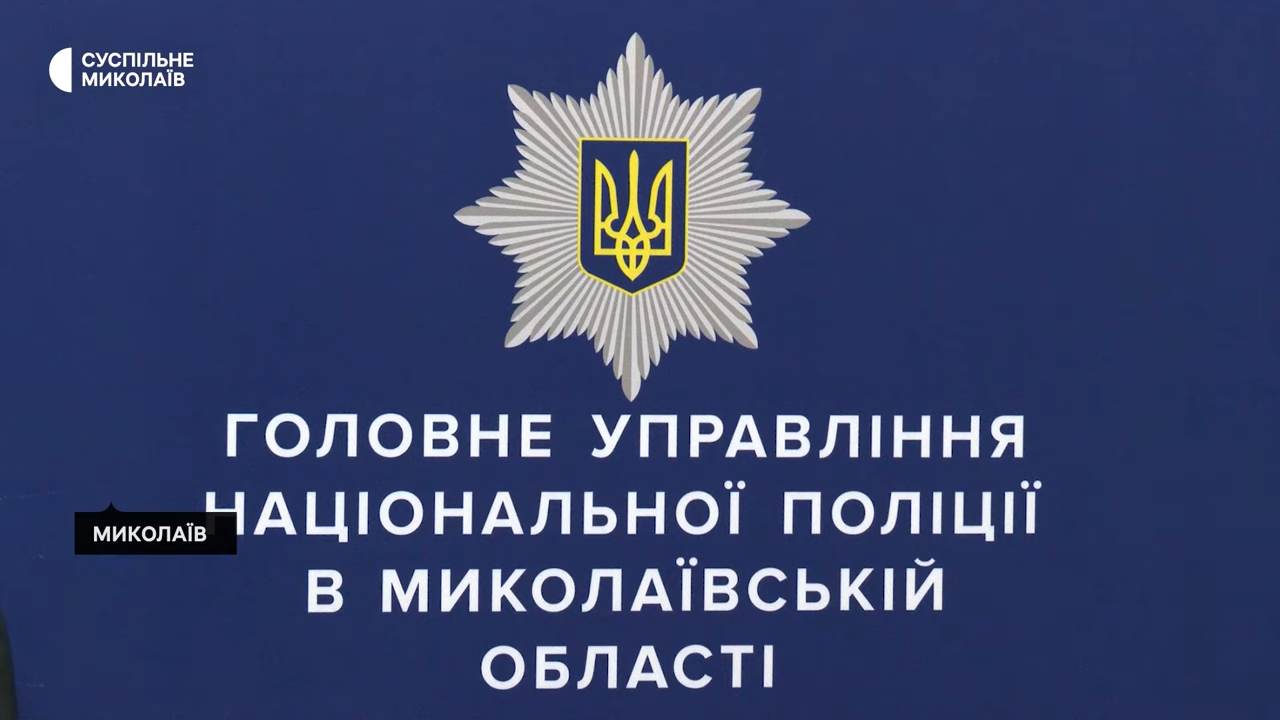 СУСПІЛЬНЕ
МИКОЛАЇВ
ГОЛОВНЕ УПРАВЛІННЯ
НАЦІОНАЛЬНОЇ ПОЛІЦІЇ
МИКОЛАЇВ
В МИКОЛАЇВСЬКІЙ
ОБЛАСТІ